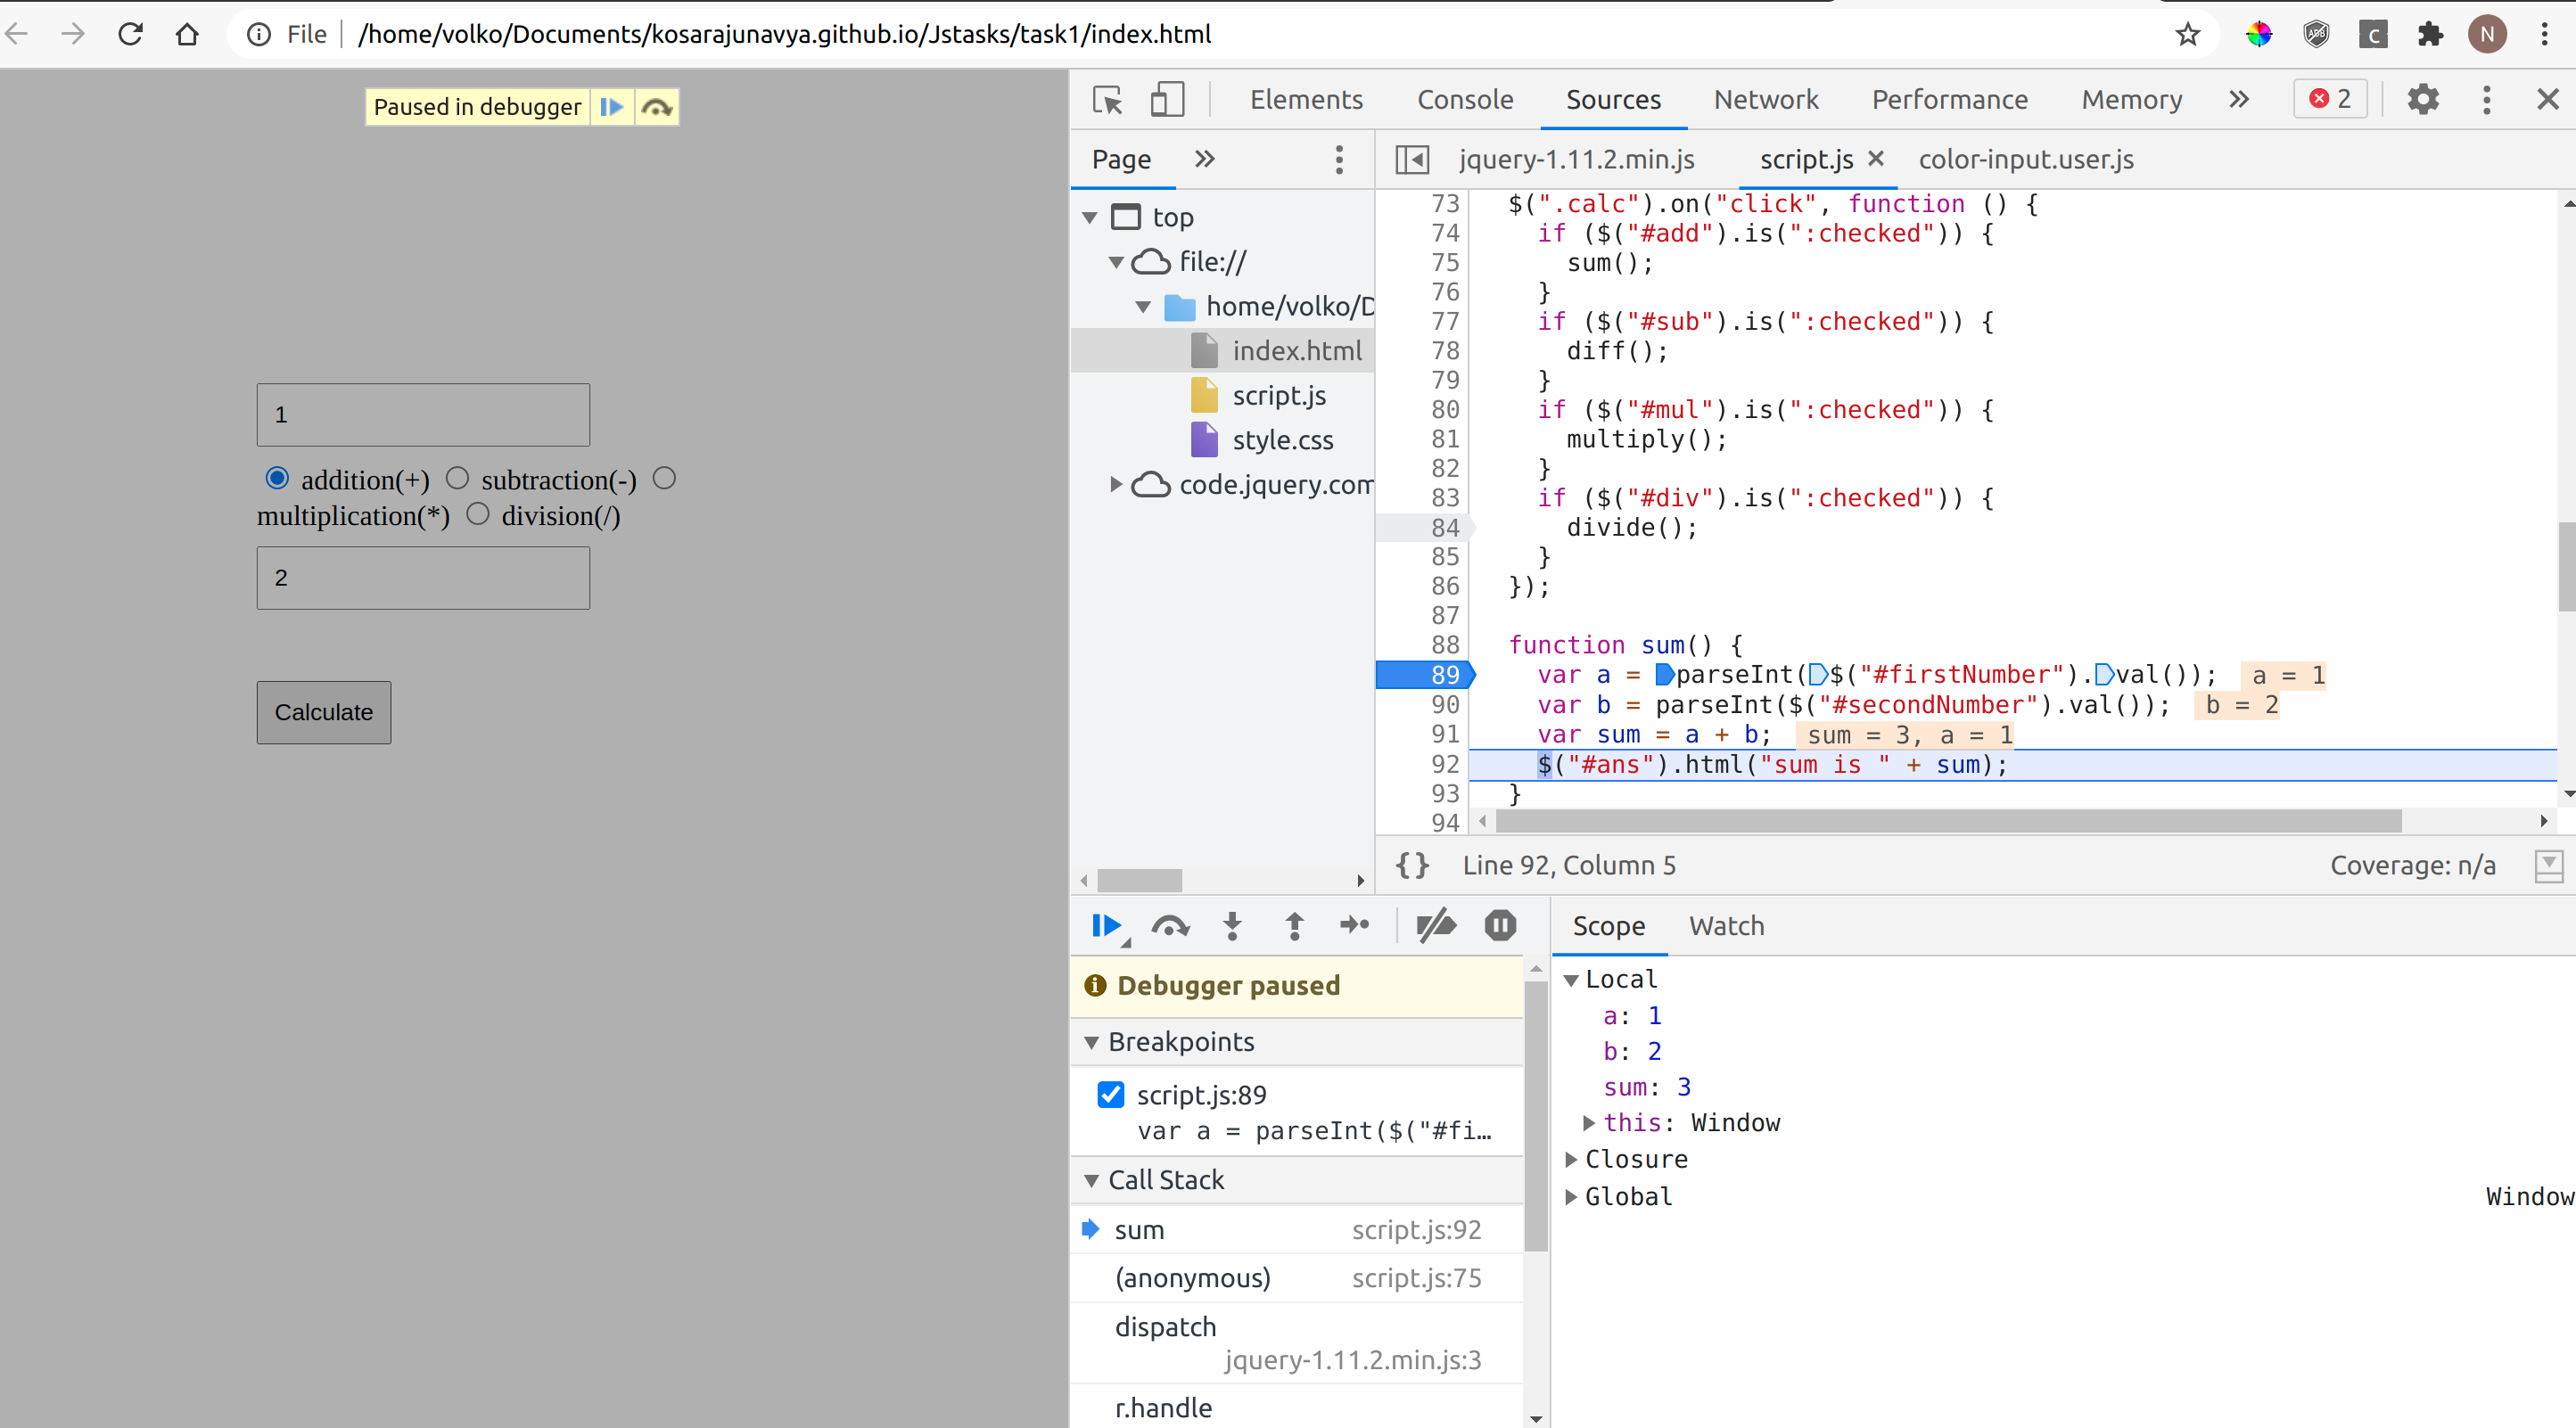 File /home/volko/Documents/kosarajunavya.github.io/Jstasks/task1/index.html
ABP
C
N
Paused in debugger
1
addition(+) subtraction(-)
multiplication(*) division(/)
2
Calculate
Elements Console Sources Network Performance Memory » 2
Page » jquery-1.11.2.min.js script.js × color-input.user.js
top
file://
home/volko/D
index.html
script.js
style.css
code.jquery.com
73 $(".calc").on("click", function () {
74 if ($("#add").is(":checked")) {
75 sum();
76 }
77 if ($("#sub").is(":checked")) {
78 diff();
79 }
80 if ($("#mul").is(":checked")) {
81 multiply();
82 }
83 if ($("#div").is(":checked")) {
84 divide();
85 }
86 });
87
88 function sum() {
89 var a = parseInt($("#firstNumber").val()); a = 1
90 var b = parseInt($("#secondNumber").val()); b = 2
91 var sum = a + b; sum = 3, a = 1
92 $("#ans").html("sum is " + sum);
93 }
94
{} Line 92, Column 5 Coverage: n/a
Debugger paused
Breakpoints
script.js:89
var a = parseInt($("#fi…
Call Stack
sum script.js:92
(anonymous) script.js:75
dispatch
jquery-1.11.2.min.js:3
r.handle
Scope Watch
Local
a: 1
b: 2
sum: 3
this: Window
Closure
Global Window